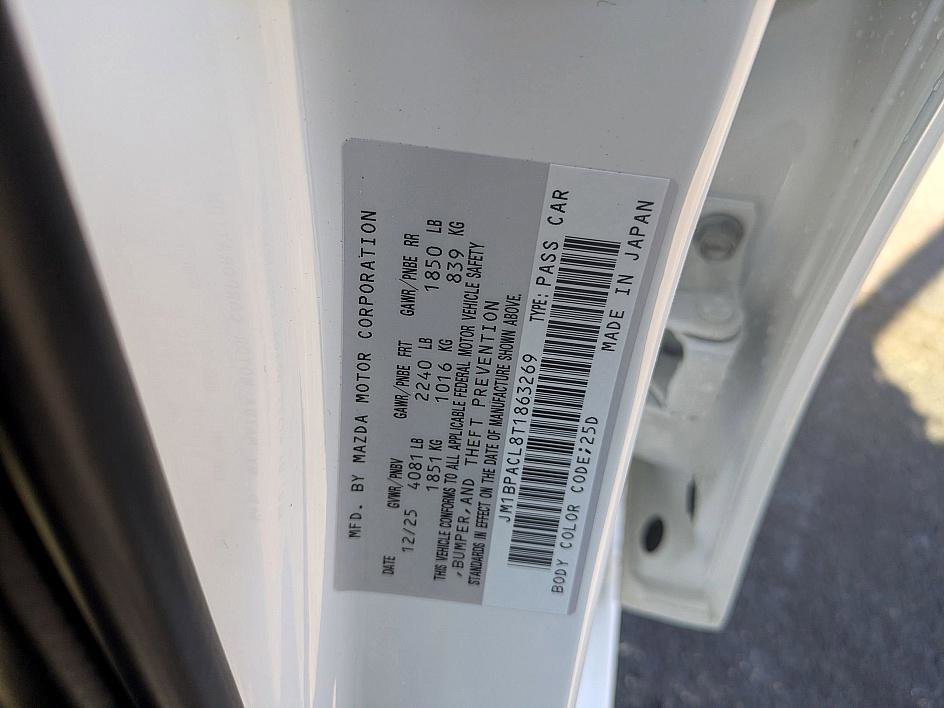 MFD. BY MAZDA MOTOR CORPORATION
DATE GVWR/PNBV GAWR/PNBE FRT GAWR/PNBE RR
12/25 4081 LB 2240 LB 1850 LB
1851 KG 1016 KG 839 KG
THIS VEHICLE CONFORMS TO ALL APPLICABLE FEDERAL MOTOR VEHICLE SAFETY
,BUMPER,AND THEFT PREVENTION
STANDARDS IN EFFECT ON THE DATE OF MANUFACTURE SHOWN ABOVE.
JM1BPACL8T1863269 TYPE: PASS CAR
BODY COLOR CODE;25D MADE IN JAPAN